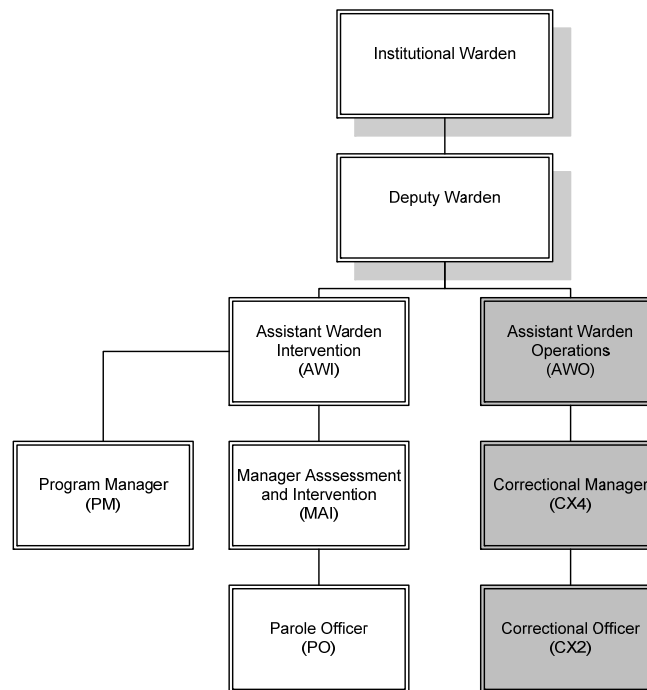 Institutional Warden
Deputy Warden
Assistant Warden
Intervention
(AWI)
Assistant Warden
Operations
(AWO)
Program Manager
(PM)
Manager Asssessment
and Intervention
(MAI)
Correctional Manager
(CX4)
Parole Officer
(PO)
Correctional Officer
(CX2)